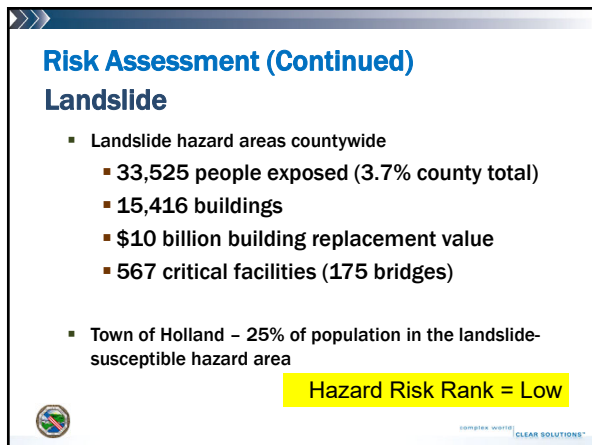 Risk Assessment (Continued)
Landslide
▪ Landslide hazard areas countywide
▪ 33,525 people exposed (3.7% county total)
▪ 15,416 buildings
▪ $10 billion building replacement value
▪ 567 critical facilities (175 bridges)
▪ Town of Holland – 25% of population in the landslide-
susceptible hazard area
Hazard Risk Rank = Low
complex world CLEAR SOLUTIONS™